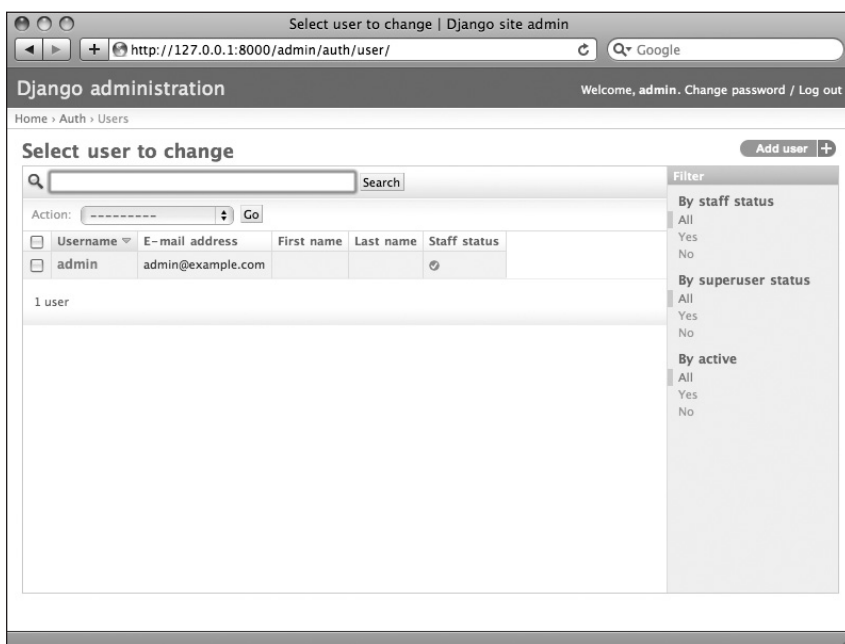 Select user to change | Django site admin
http://127.0.0.1:8000/admin/auth/user/
Google
Django administration
Welcome, admin. Change password / Log out
Home › Auth › Users
Select user to change
Add user
Search
Action: ---------
Go
Username E-mail address First name Last name Staff status
admin admin@example.com
1 user
Filter
By staff status
All
Yes
No
By superuser status
All
Yes
No
By active
All
Yes
No